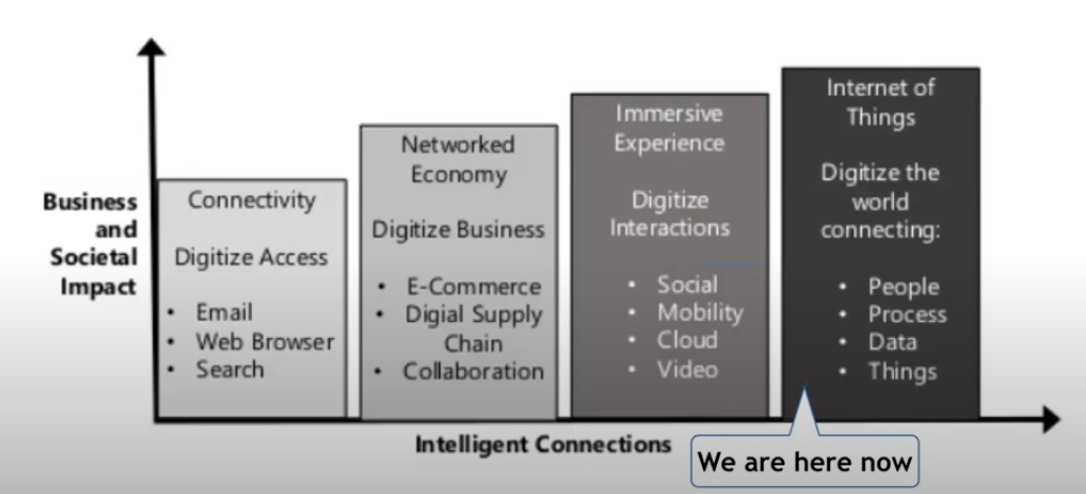 Business
and
Societal
Impact
Connectivity
Digitize Access
• Email
• Web Browser
• Search
Networked
Economy
Digitize Business
• E-Commerce
• Digial Supply
Chain
• Collaboration
Immersive
Experience
Digitize
Interactions
• Social
• Mobility
• Cloud
• Video
Internet of
Things
Digitize the
world
connecting:
• People
• Process
• Data
• Things
Intelligent Connections
We are here now